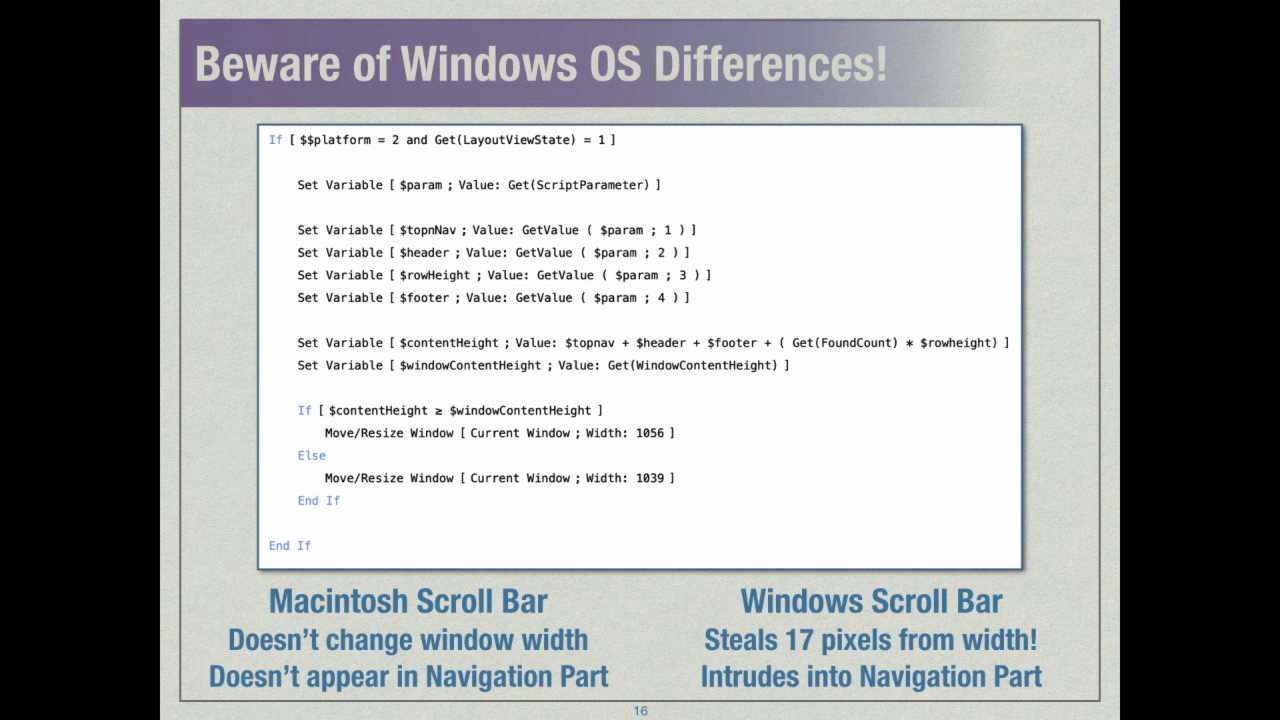 Beware of Windows OS Differences!
If [ $$platform = 2 and Get(LayoutViewState) = 1 ]
Set Variable [ $param ; Value: Get(ScriptParameter) ]
Set Variable [ $topnNav ; Value: GetValue ( $param ; 1 ) ]
Set Variable [ $header ; Value: GetValue ( $param ; 2 ) ]
Set Variable [ $rowHeight ; Value: GetValue ( $param ; 3 ) ]
Set Variable [ $footer ; Value: GetValue ( $param ; 4 ) ]
Set Variable [ $contentHeight ; Value: $topnav + $header + $footer + ( Get(FoundCount) * $rowheight) ]
Set Variable [ $windowContentHeight ; Value: Get(WindowContentHeight) ]
If [ $contentHeight ≥ $windowContentHeight ]
Move/Resize Window [ Current Window ; Width: 1056 ]
Else
Move/Resize Window [ Current Window ; Width: 1039 ]
End If
End If
Macintosh Scroll Bar
Doesn’t change window width
Doesn’t appear in Navigation Part
Windows Scroll Bar
Steals 17 pixels from width!
Intrudes into Navigation Part
16